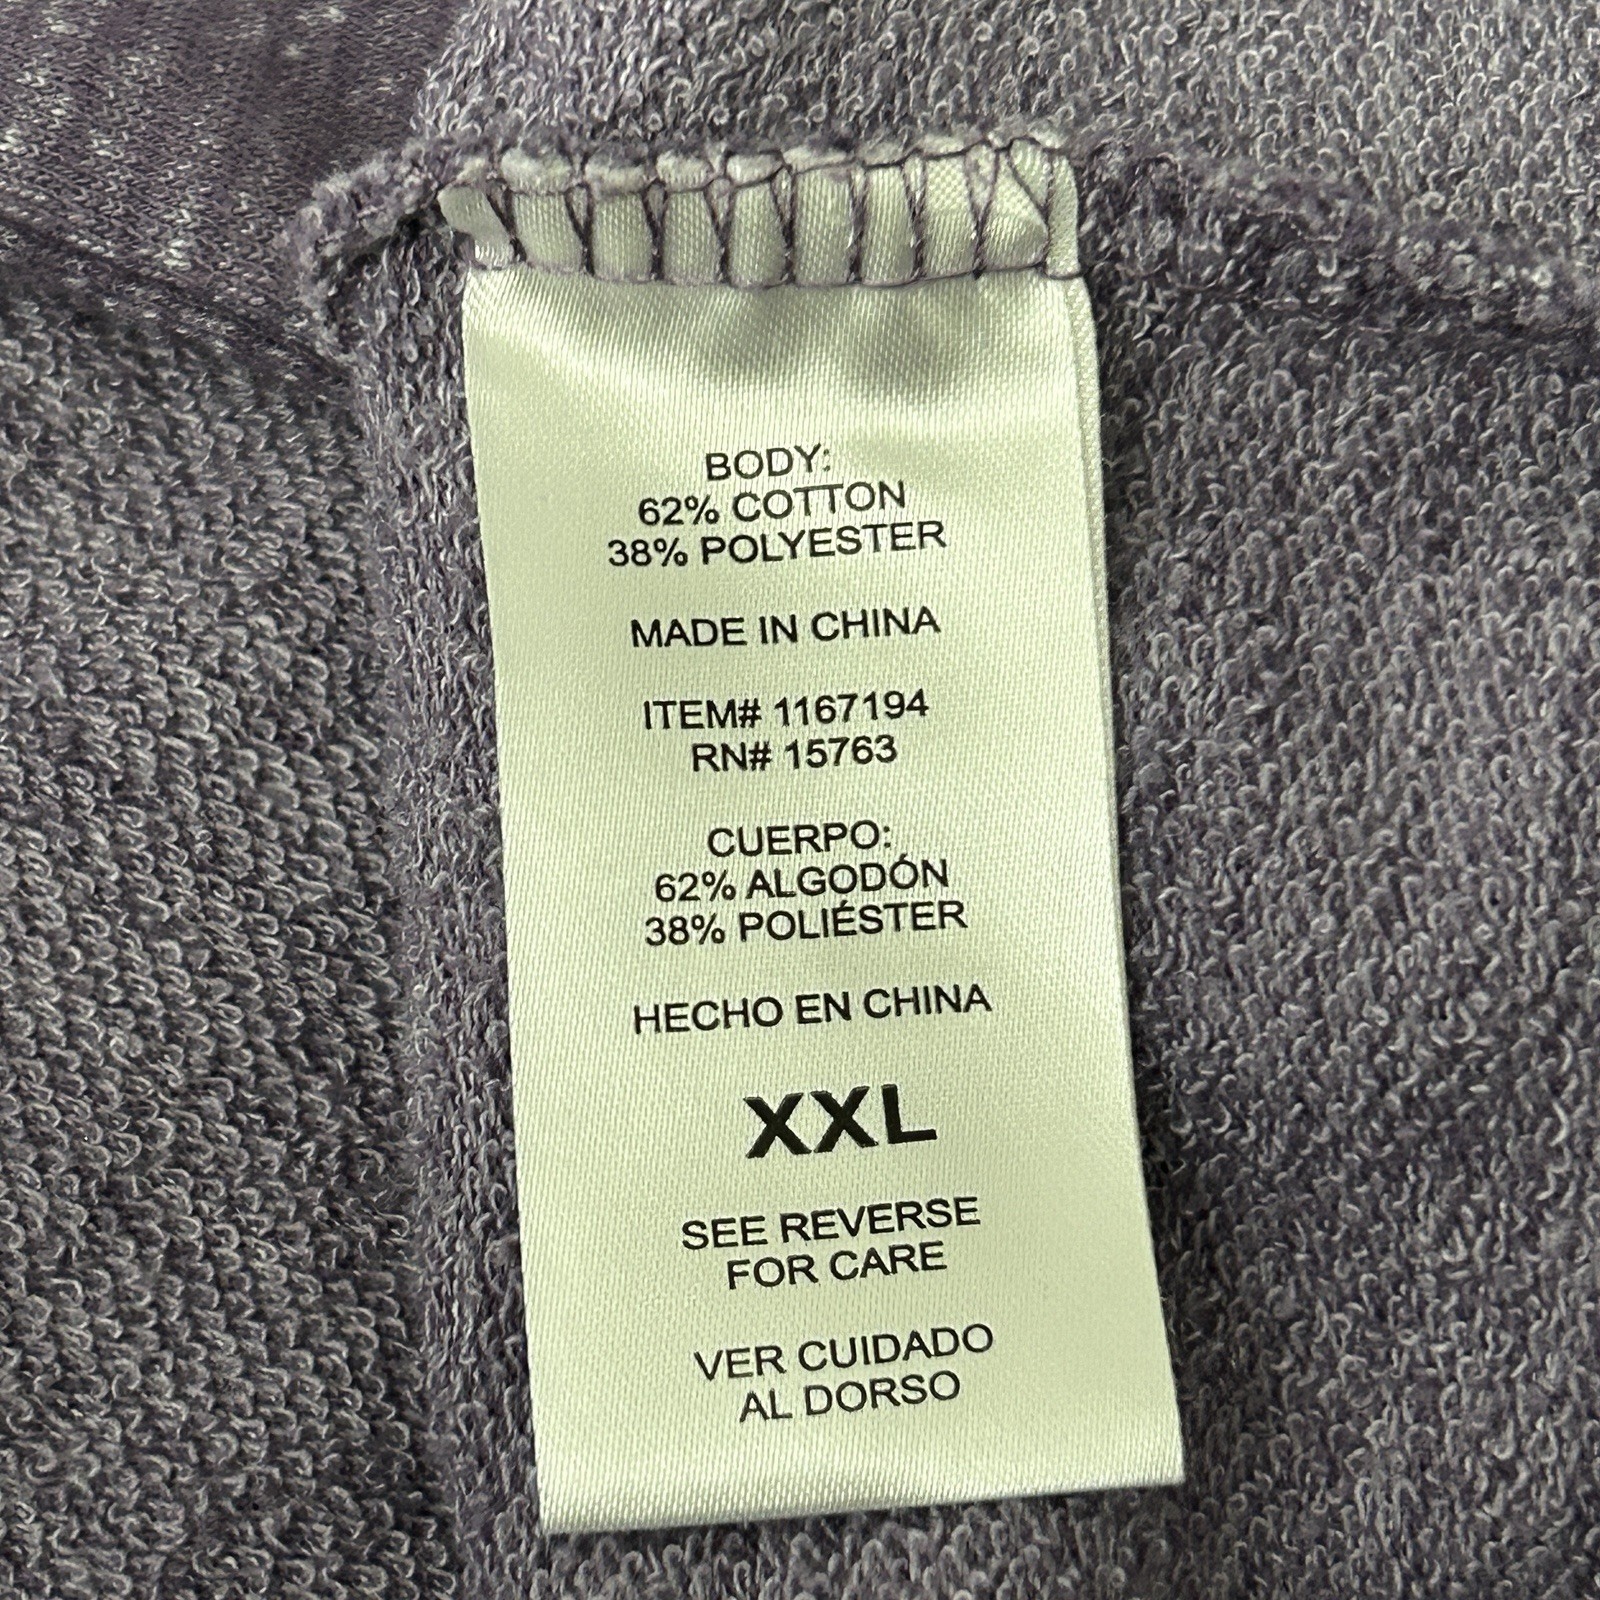 BODY:
62% COTTON
38% POLYESTER
MADE IN CHINA
ITEM# 1167194
RN# 15763
CUERPO:
62% ALGODÓN
38% POLIÉSTER
HECHO EN CHINA
XXL
SEE REVERSE
FOR CARE
VER CUIDADO
AL DORSO